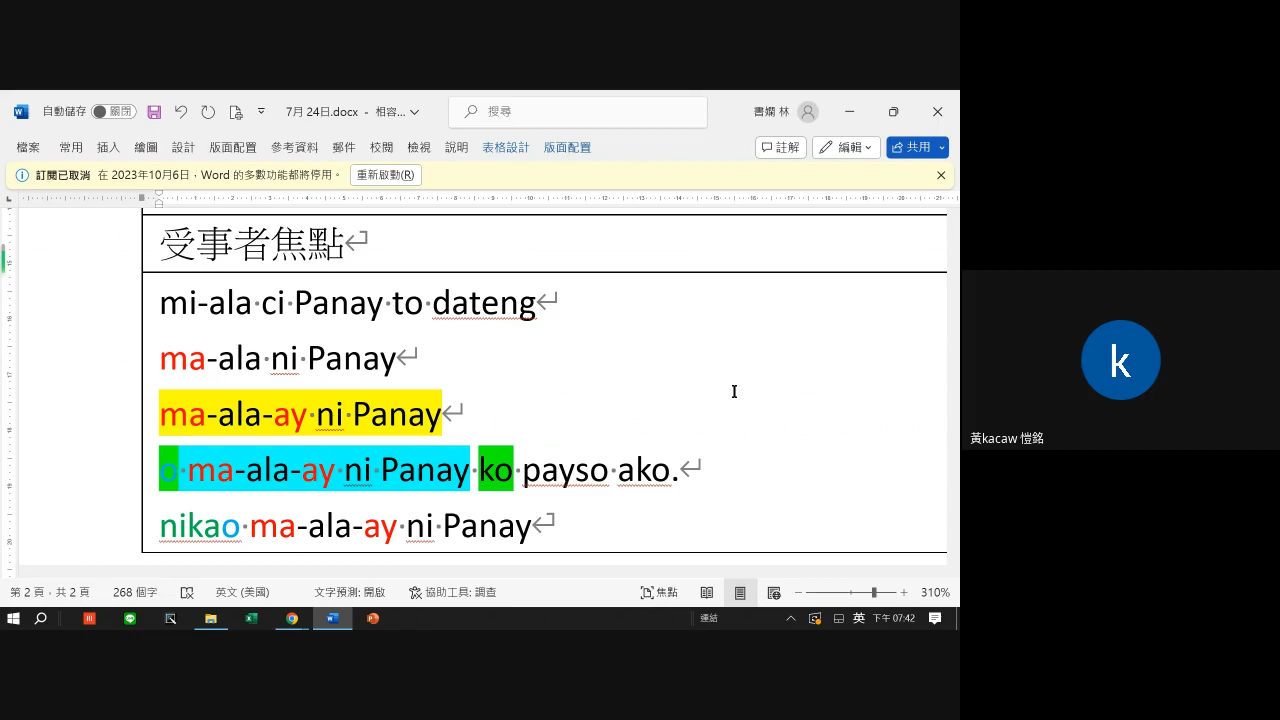 自動儲存 關閉 7月 24日.docx - 相容... 搜尋 書嫻 林
檔案 常用 插入 繪圖 設計 版面配置 參考資料 郵件 校閱 檢視 說明 表格設計 版面配置 註解 編輯 共用
訂閱已取消 在 2023年10月6日，Word 的多數功能都將停用。 重新啟動(R)
受事者焦點
mi-ala ci Panay to dateng
ma-ala ni Panay
ma-ala-ay ni Panay
o ma-ala-ay ni Panay ko payso ako.
nikao ma-ala-ay ni Panay
k
黃kacaw 愷銘
第 2 頁，共 2 頁 268 個字 英文 (美國) 文字預測: 開啟 協助工具: 調查 焦點 310%
連結 英 下午 07:42